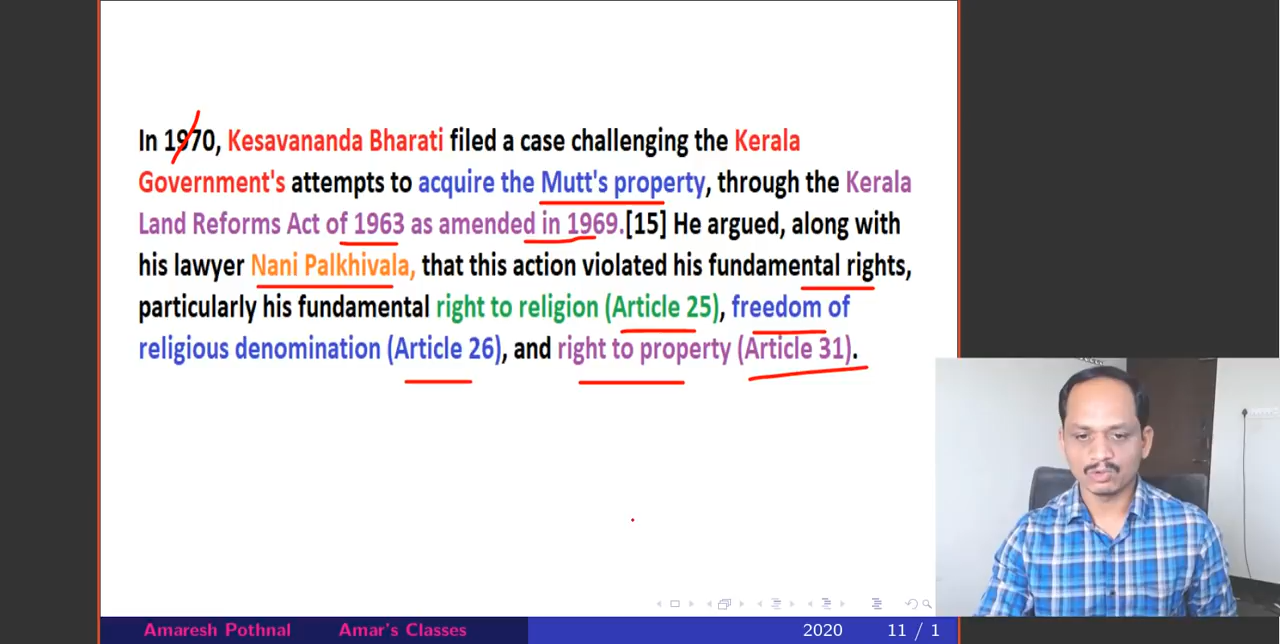 In 1970, Kesavananda Bharati filed a case challenging the Kerala
Government's attempts to acquire the Mutt's property, through the Kerala
Land Reforms Act of 1963 as amended in 1969.[15] He argued, along with
his lawyer Nani Palkhivala, that this action violated his fundamental rights,
particularly his fundamental right to religion (Article 25), freedom of
religious denomination (Article 26), and right to property (Article 31).
Amaresh Pothnal Amar's Classes 2020 11 / 1